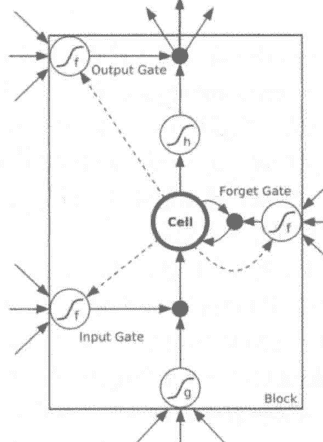 f
Output Gate
h
Forget Gate
Cell
f
f
Input Gate
g
Block